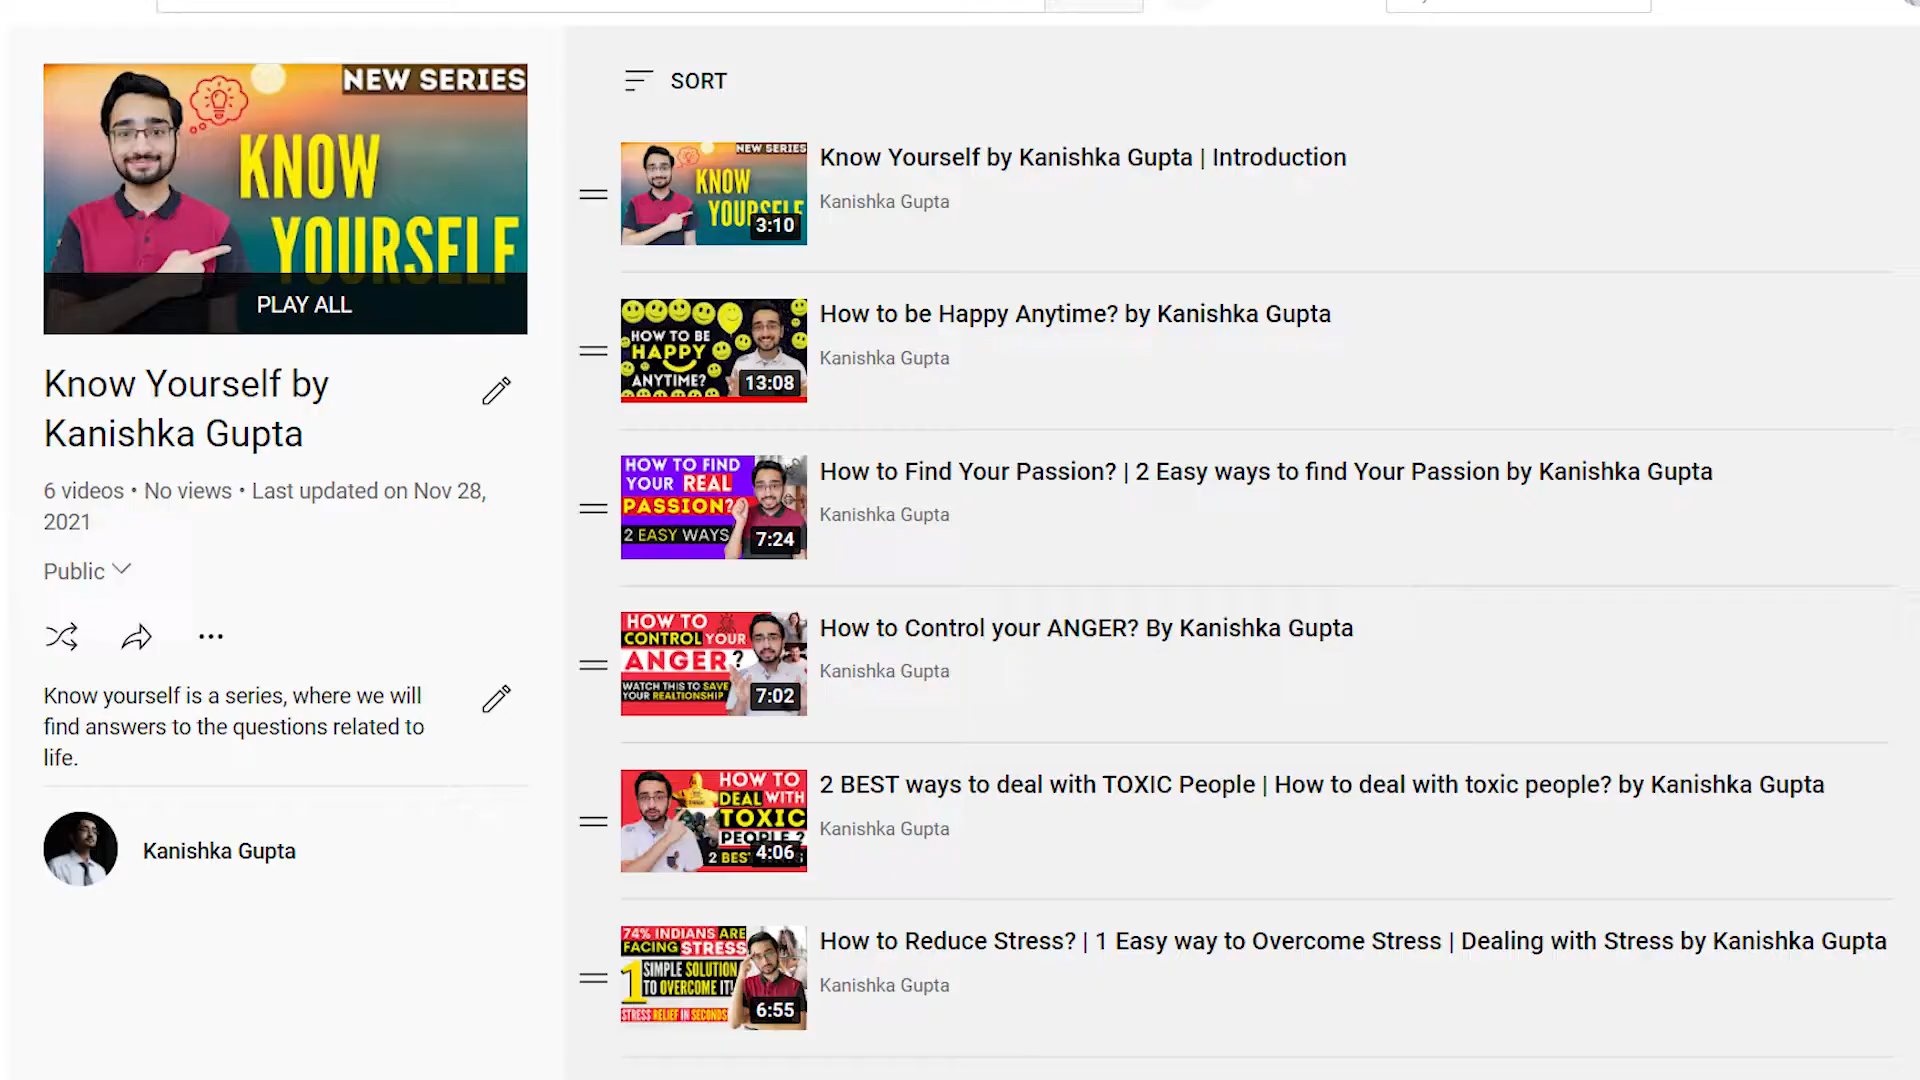 NEW SERIES
KNOW
YOURSELF
PLAY ALL
Know Yourself by
Kanishka Gupta
6 videos • No views • Last updated on Nov 28,
2021
Public
Know yourself is a series, where we will
find answers to the questions related to
life.
Kanishka Gupta
SORT
NEW SERIES
KNOW
YOURSELF
3:10
Know Yourself by Kanishka Gupta | Introduction
Kanishka Gupta
HOW TO BE
HAPPY
ANYTIME?
13:08
How to be Happy Anytime? by Kanishka Gupta
Kanishka Gupta
HOW TO FIND
YOUR REAL
PASSION?
2 EASY WAYS
7:24
How to Find Your Passion? | 2 Easy ways to find Your Passion by Kanishka Gupta
Kanishka Gupta
HOW TO
CONTROL YOUR
ANGER?
WATCH THIS TO SAVE
YOUR REALTIONSHIP
7:02
How to Control your ANGER? By Kanishka Gupta
Kanishka Gupta
HOW TO
DEAL WITH
TOXIC
PEOPLE ?
2 BES
4:06
2 BEST ways to deal with TOXIC People | How to deal with toxic people? by Kanishka Gupta
Kanishka Gupta
74% INDIANS ARE
FACING STRESS
1 SIMPLE SOLUTION
TO OVERCOME IT!
STRESS RELIEF IN SECONDS
6:55
How to Reduce Stress? | 1 Easy way to Overcome Stress | Dealing with Stress by Kanishka Gupta
Kanishka Gupta